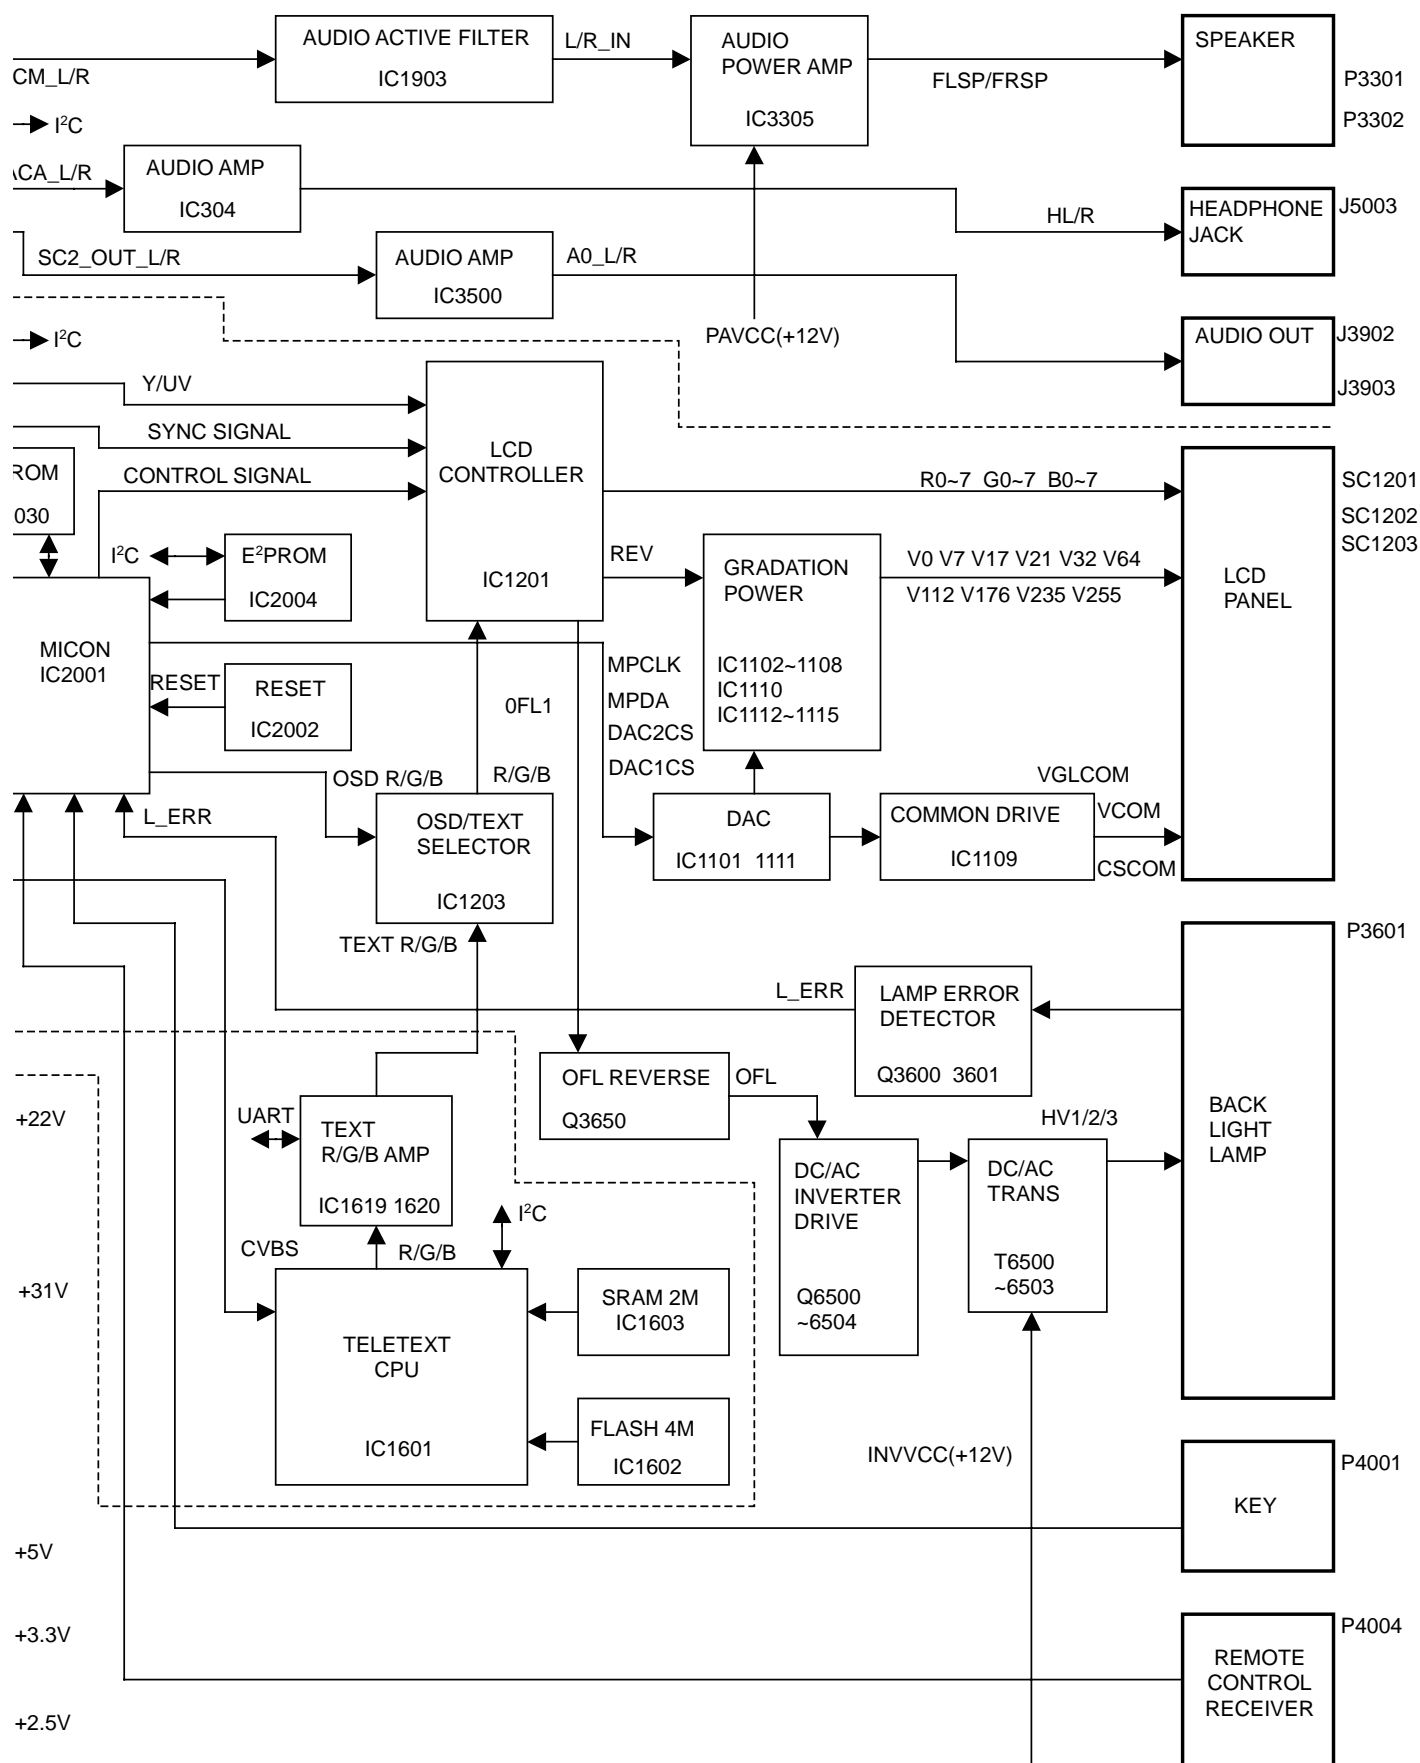 AUDIO ACTIVE FILTER
IC1903
L/R_IN
AUDIO
POWER AMP
IC3305
FLSP/FRSP
SPEAKER
P3301
P3302
CM_L/R
I²C
ACA_L/R
AUDIO AMP
IC304
HL/R
HEADPHONE
JACK
J5003
SC2_OUT_L/R
AUDIO AMP
IC3500
A0_L/R
PAVCC(+12V)
AUDIO OUT
J3902
J3903
I²C
Y/UV
SYNC SIGNAL
CONTROL SIGNAL
LCD
CONTROLLER
IC1201
ROM
030
R0~7 G0~7 B0~7
SC1201
SC1202
SC1203
I²C
E²PROM
IC2004
REV
GRADATION
POWER
IC1102~1108
IC1110
IC1112~1115
V0 V7 V17 V21 V32 V64
V112 V176 V235 V255
LCD
PANEL
MICON
IC2001
RESET
RESET
IC2002
0FL1
MPCLK
MPDA
DAC2CS
DAC1CS
OSD R/G/B
R/G/B
L_ERR
OSD/TEXT
SELECTOR
IC1203
DAC
IC1101 1111
COMMON DRIVE
IC1109
VGLCOM
VCOM
CSCOM
TEXT R/G/B
P3601
L_ERR
LAMP ERROR
DETECTOR
Q3600 3601
OFL REVERSE
Q3650
OFL
+22V
UART
TEXT
R/G/B AMP
IC1619 1620
HV1/2/3
BACK
LIGHT
LAMP
DC/AC
INVERTER
DRIVE
Q6500
~6504
DC/AC
TRANS
T6500
~6503
I²C
CVBS
R/G/B
+31V
TELETEXT
CPU
IC1601
SRAM 2M
IC1603
FLASH 4M
IC1602
INVVCC(+12V)
P4001
KEY
+5V
+3.3V
P4004
REMOTE
CONTROL
RECEIVER
+2.5V